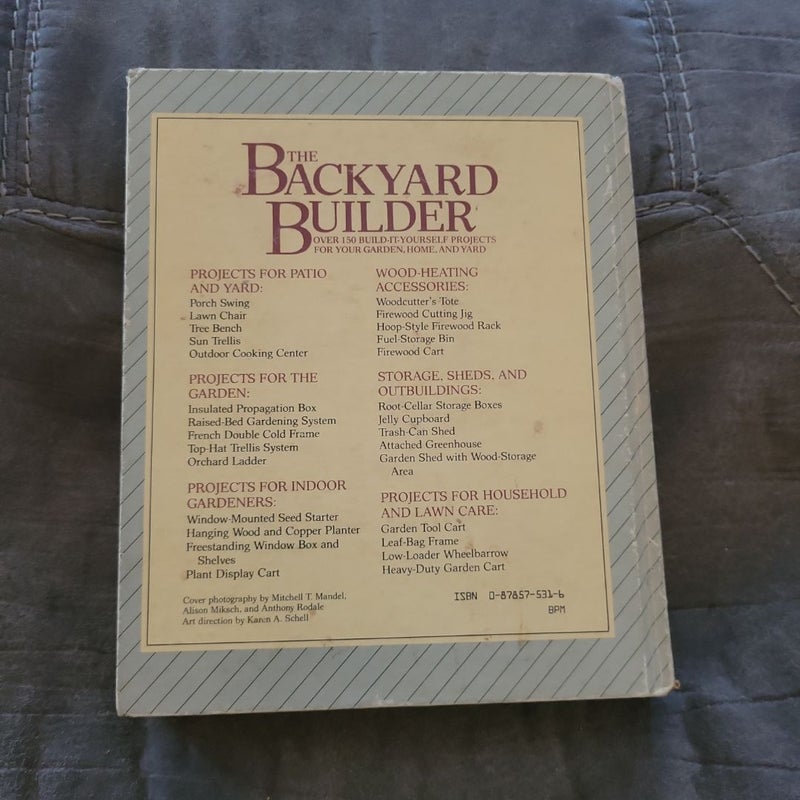 THE
BACKYARD
BUILDER
OVER 150 BUILD-IT-YOURSELF PROJECTS
FOR YOUR GARDEN, HOME, AND YARD
PROJECTS FOR PATIO
AND YARD:
Porch Swing
Lawn Chair
Tree Bench
Sun Trellis
Outdoor Cooking Center
PROJECTS FOR THE
GARDEN:
Insulated Propagation Box
Raised-Bed Gardening System
French Double Cold Frame
Top-Hat Trellis System
Orchard Ladder
PROJECTS FOR INDOOR
GARDENERS:
Window-Mounted Seed Starter
Hanging Wood and Copper Planter
Freestanding Window Box and
Shelves
Plant Display Cart
WOOD-HEATING
ACCESSORIES:
Woodcutter's Tote
Firewood Cutting Jig
Hoop-Style Firewood Rack
Fuel-Storage Bin
Firewood Cart
STORAGE, SHEDS, AND
OUTBUILDINGS:
Root-Cellar Storage Boxes
Jelly Cupboard
Trash-Can Shed
Attached Greenhouse
Garden Shed with Wood-Storage
Area
PROJECTS FOR HOUSEHOLD
AND LAWN CARE:
Garden Tool Cart
Leaf-Bag Frame
Low-Loader Wheelbarrow
Heavy-Duty Garden Cart
Cover photography by Mitchell T. Mandel,
Alison Miksch, and Anthony Rodale
Art direction by Karen A. Schell
ISBN 0-87857-531-6
BPM